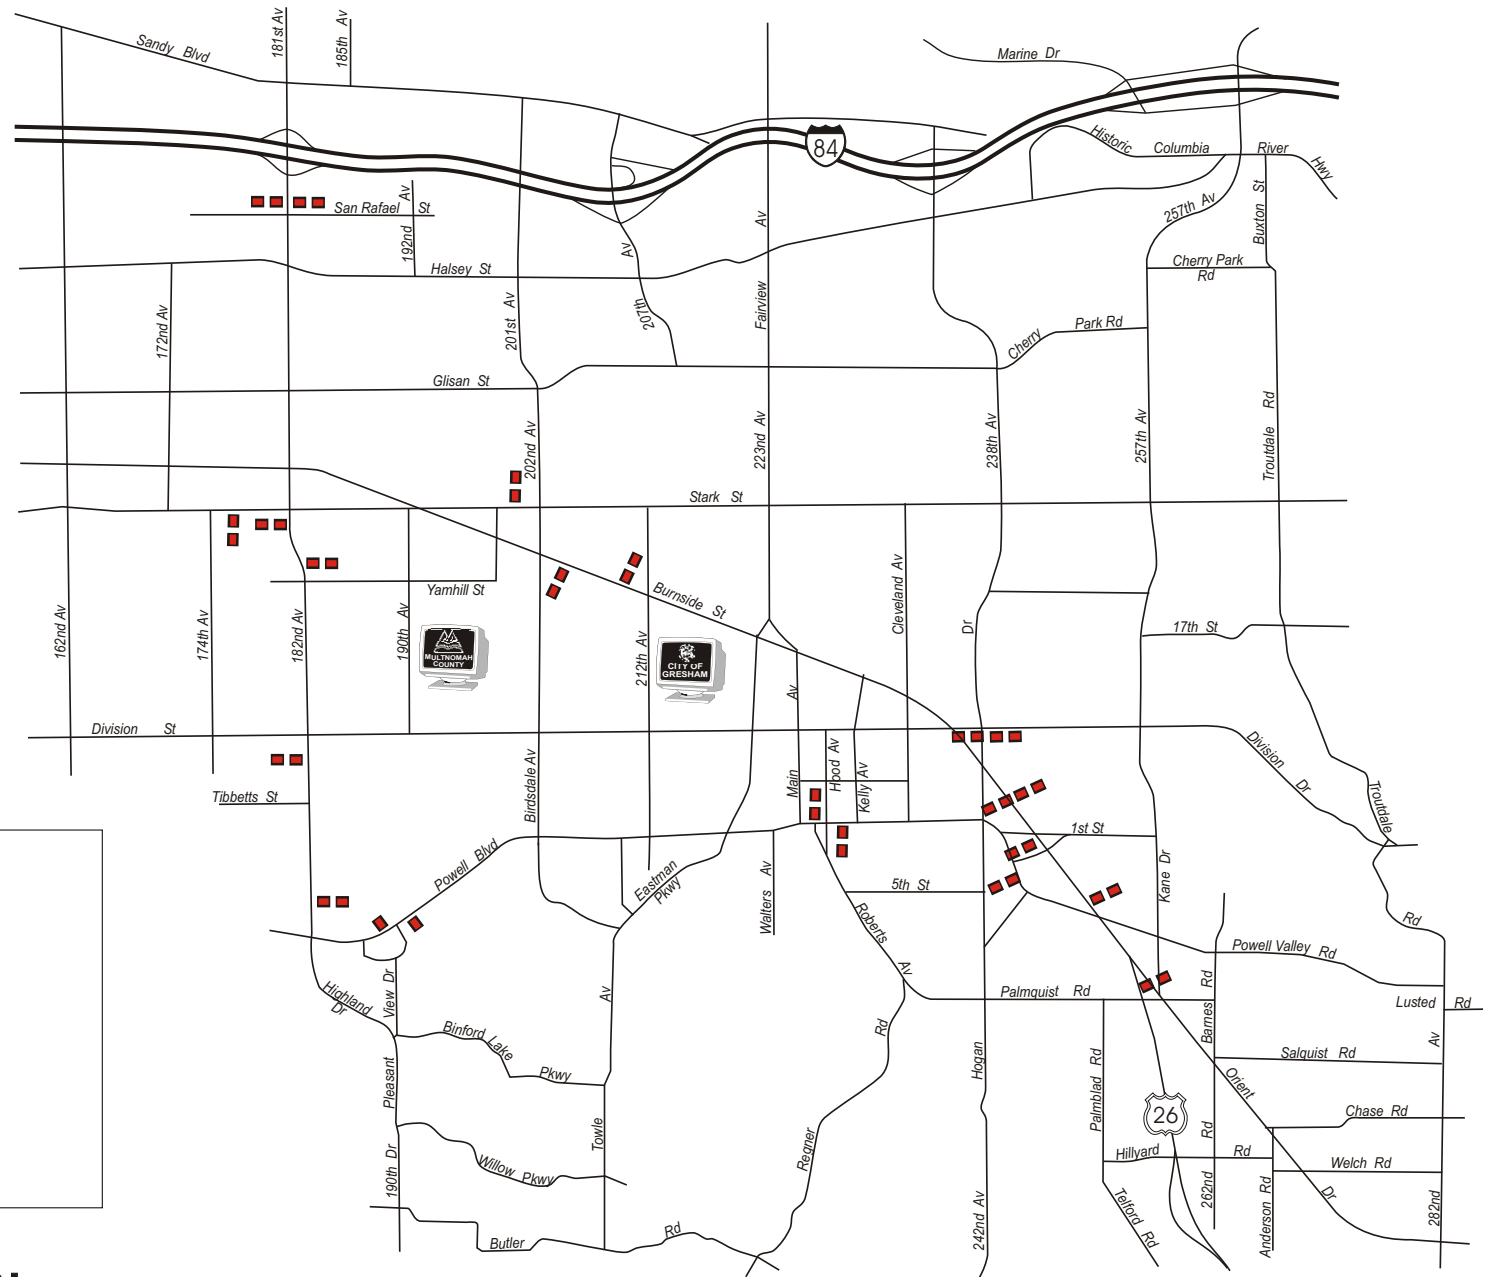 Sandy Blvd
181st Av
185th Av
Marine Dr
84
Historic Columbia River Hwy
San Rafael St
192nd Av
257th Av
Buxton St
Av
Fairview Av
Halsey St
Cherry Park
Rd
172nd Av
201st Av
207th
Cherry Park Rd
Glisan St
202nd Av
223nd Av
238th Av
257th Av
Troutdale Rd
Stark St
Yamhill St
Burnside St
Cleveland Av
162nd Av
174th Av
182nd Av
190th Av
MULTNOMAH
COUNTY
212th Av
CITY OF
GRESHAM
Dr
17th St
Av
Division St
Birdsdale Av
Main
Hood Av
Kelly Av
Division Dr
Troutdale
Tibbetts St
1st St
Powell Blvd
Eastman
Pkwy
Walters Av
5th St
Kane Dr
Roberts Av
Rd
Powell Valley Rd
Highland
Dr
View Dr
Av
Palmquist Rd
Barnes Rd
Lusted Rd
Binford Lake Pkwy
Rd
Hogan
Palmblad Rd
Salquist Rd
Av
Pleasant
Orient
26
Chase Rd
Towle
Regner
Hillyard Rd
Rd
Welch Rd
Willow Pkwy
190th Dr
262nd
Anderson Rd
Dr
282nd
Telford Rd
242nd Av
Butler Rd